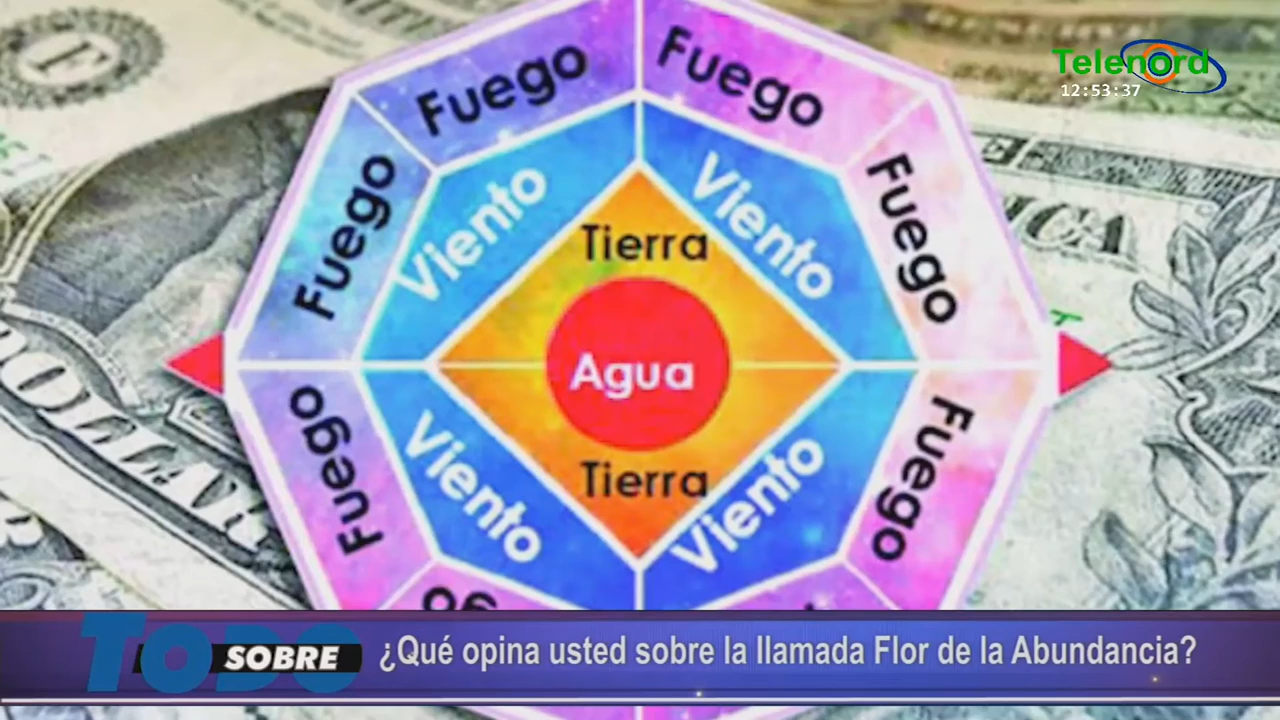 Telenord
12:53:37
Fuego
Fuego
Fuego
Fuego
Viento
Viento
Tierra
Agua
Tierra
Fuego
Fuego
Viento
Viento
DOLLAR
TODO
SOBRE
¿Qué opina usted sobre la llamada Flor de la Abundancia?